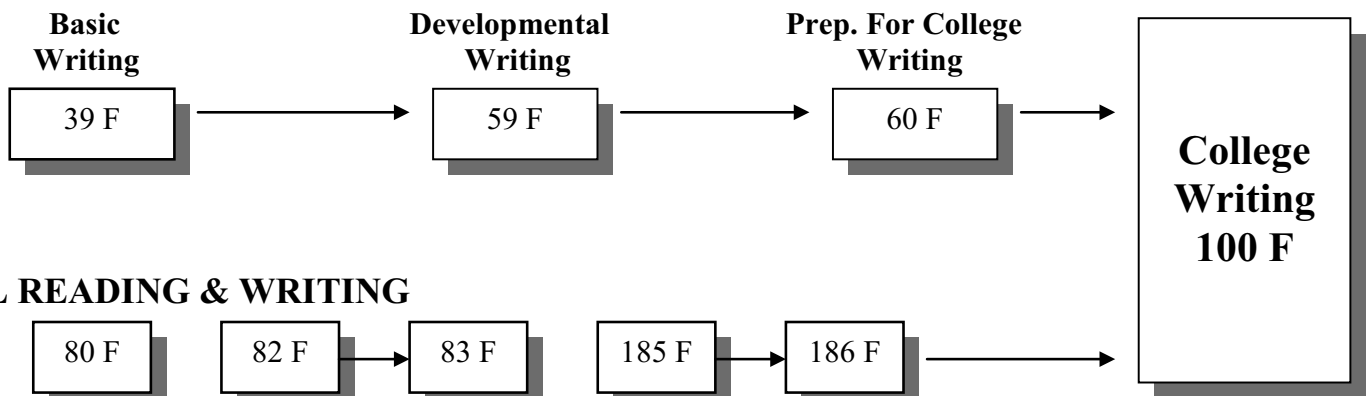 Basic
Writing
Developmental
Writing
Prep. For College
Writing
39 F
59 F
60 F
College
Writing
100 F
READING & WRITING
80 F
82 F
83 F
185 F
186 F